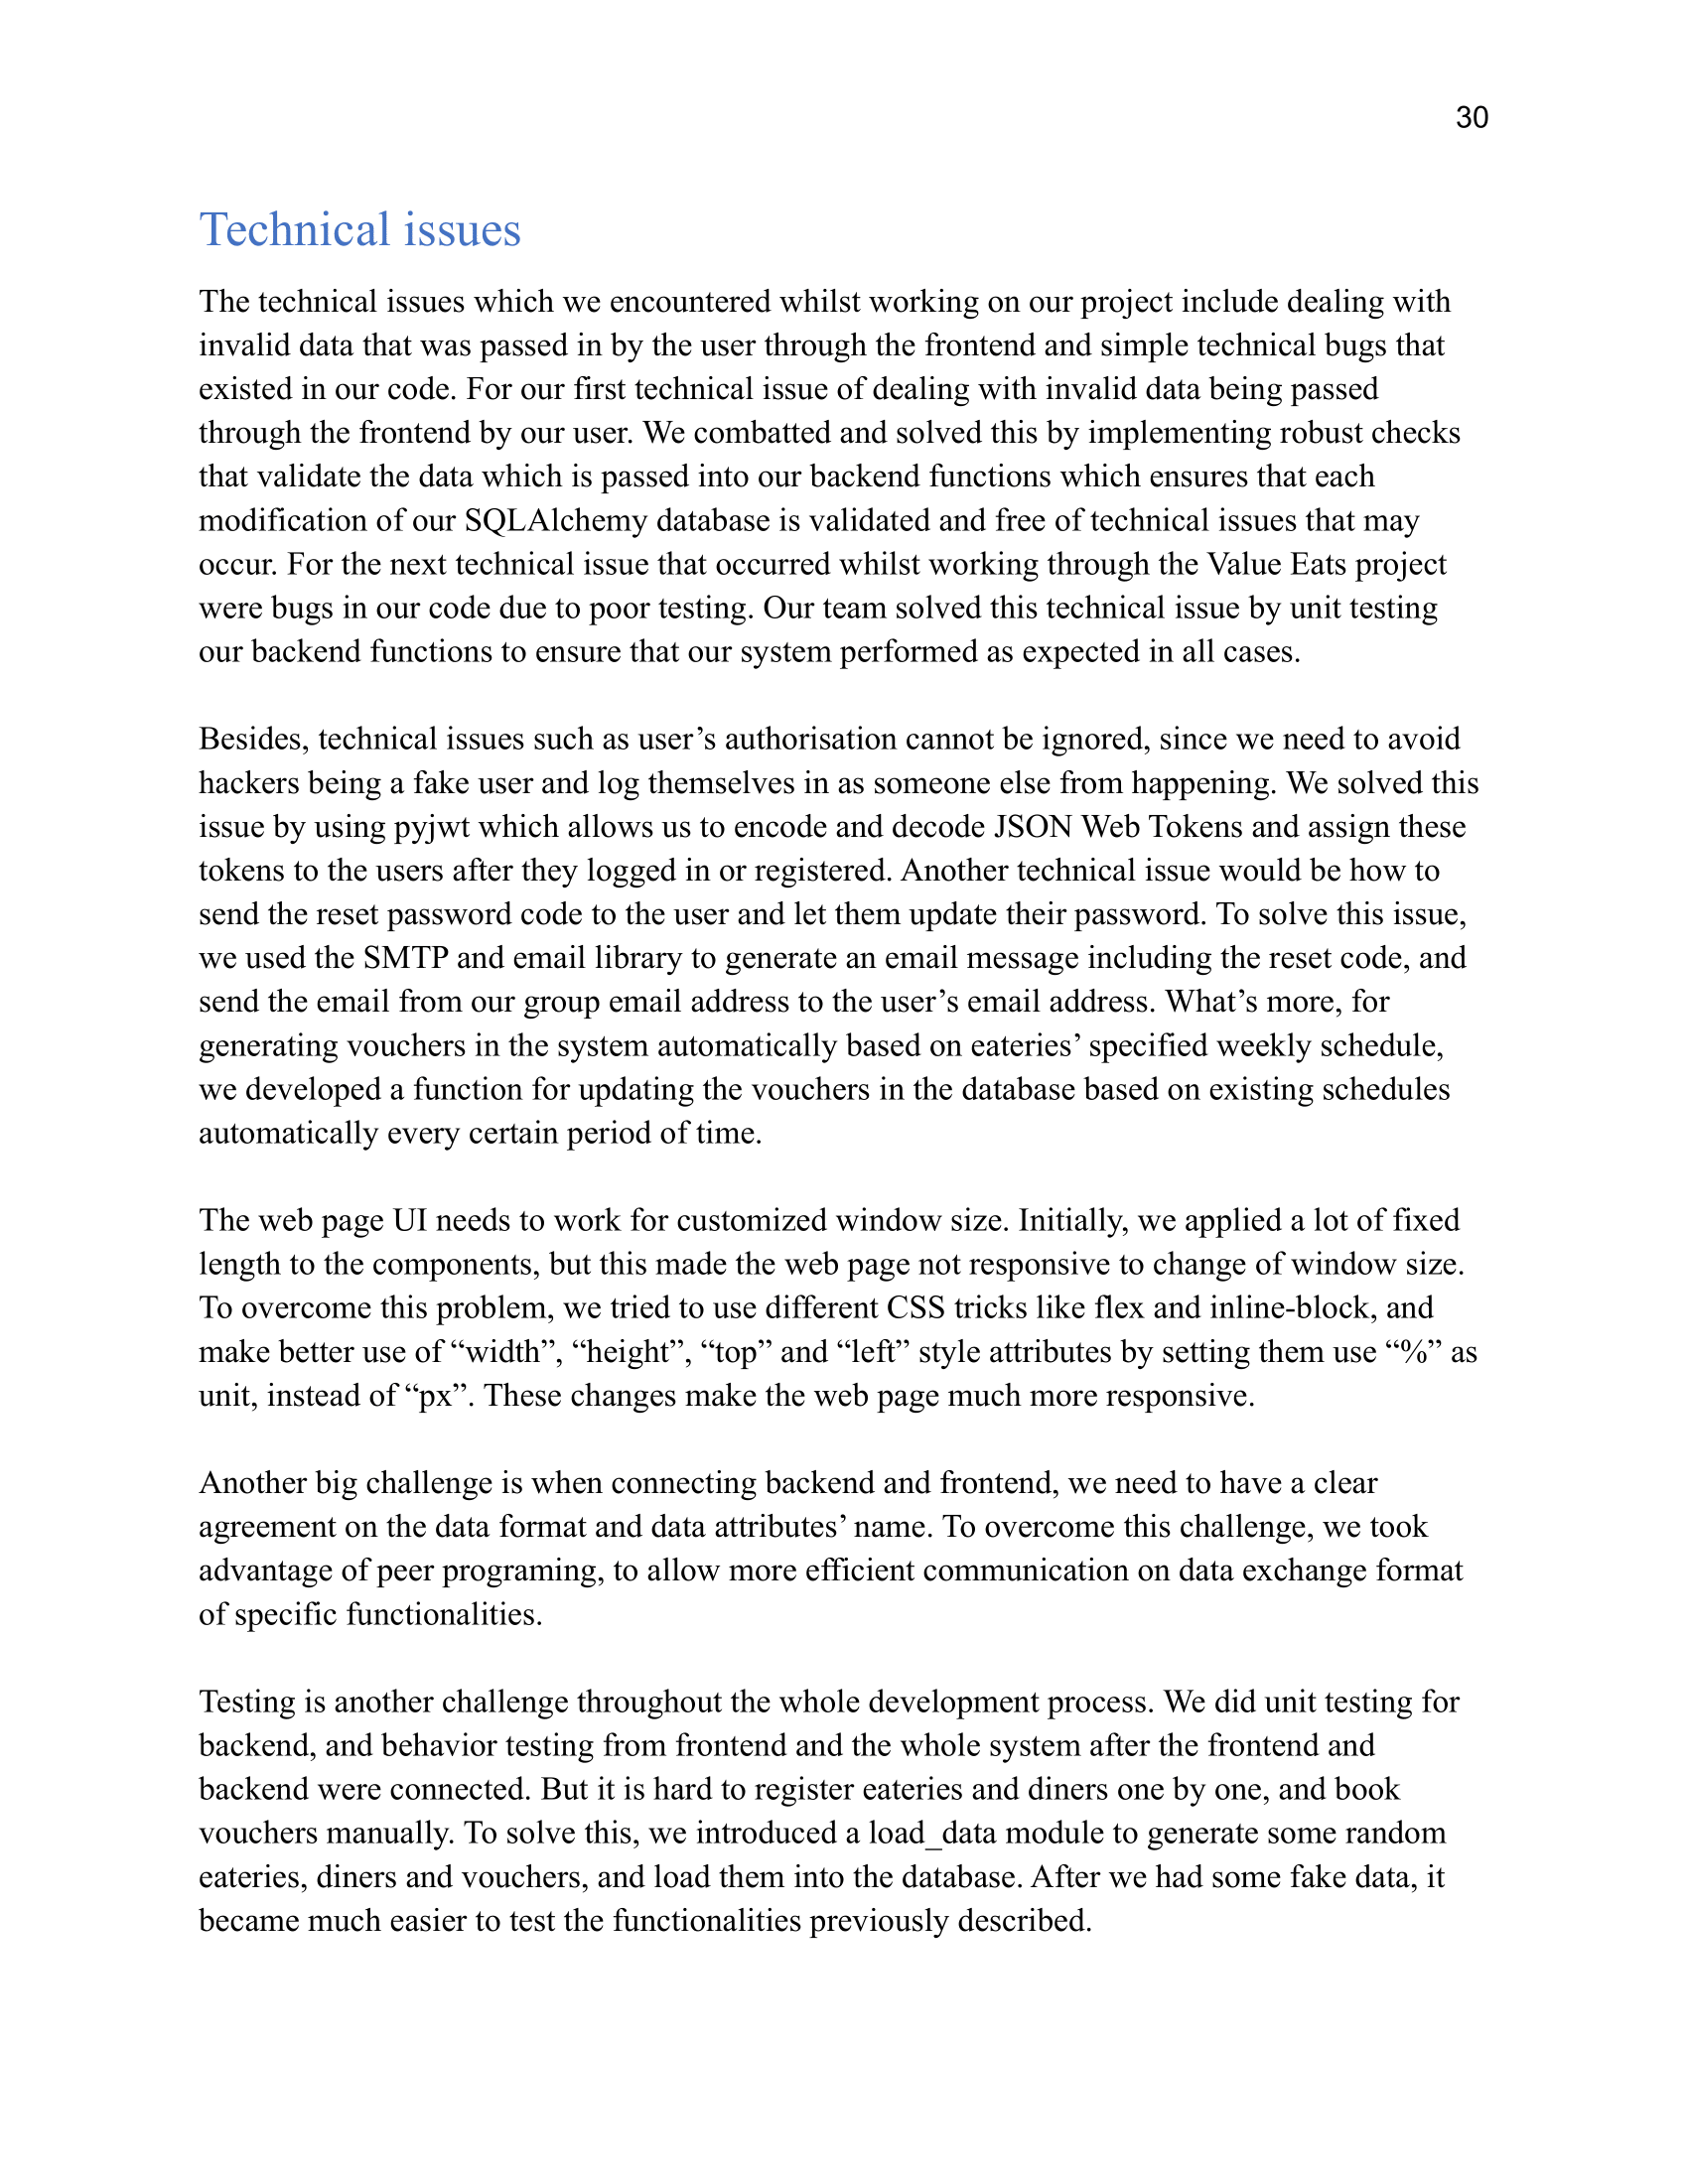 30
Technical issues
The technical issues which we encountered whilst working on our project include dealing with
invalid data that was passed in by the user through the frontend and simple technical bugs that
existed in our code. For our first technical issue of dealing with invalid data being passed
through the frontend by our user. We combatted and solved this by implementing robust checks
that validate the data which is passed into our backend functions which ensures that each
modification of our SQLAlchemy database is validated and free of technical issues that may
occur. For the next technical issue that occurred whilst working through the Value Eats project
were bugs in our code due to poor testing. Our team solved this technical issue by unit testing
our backend functions to ensure that our system performed as expected in all cases.
Besides, technical issues such as user’s authorisation cannot be ignored, since we need to avoid
hackers being a fake user and log themselves in as someone else from happening. We solved this
issue by using pyjwt which allows us to encode and decode JSON Web Tokens and assign these
tokens to the users after they logged in or registered. Another technical issue would be how to
send the reset password code to the user and let them update their password. To solve this issue,
we used the SMTP and email library to generate an email message including the reset code, and
send the email from our group email address to the user’s email address. What’s more, for
generating vouchers in the system automatically based on eateries’ specified weekly schedule,
we developed a function for updating the vouchers in the database based on existing schedules
automatically every certain period of time.
The web page UI needs to work for customized window size. Initially, we applied a lot of fixed
length to the components, but this made the web page not responsive to change of window size.
To overcome this problem, we tried to use different CSS tricks like flex and inline-block, and
make better use of “width”, “height”, “top” and “left” style attributes by setting them use “%” as
unit, instead of “px”. These changes make the web page much more responsive.
Another big challenge is when connecting backend and frontend, we need to have a clear
agreement on the data format and data attributes’ name. To overcome this challenge, we took
advantage of peer programing, to allow more efficient communication on data exchange format
of specific functionalities.
Testing is another challenge throughout the whole development process. We did unit testing for
backend, and behavior testing from frontend and the whole system after the frontend and
backend were connected. But it is hard to register eateries and diners one by one, and book
vouchers manually. To solve this, we introduced a load_data module to generate some random
eateries, diners and vouchers, and load them into the database. After we had some fake data, it
became much easier to test the functionalities previously described.